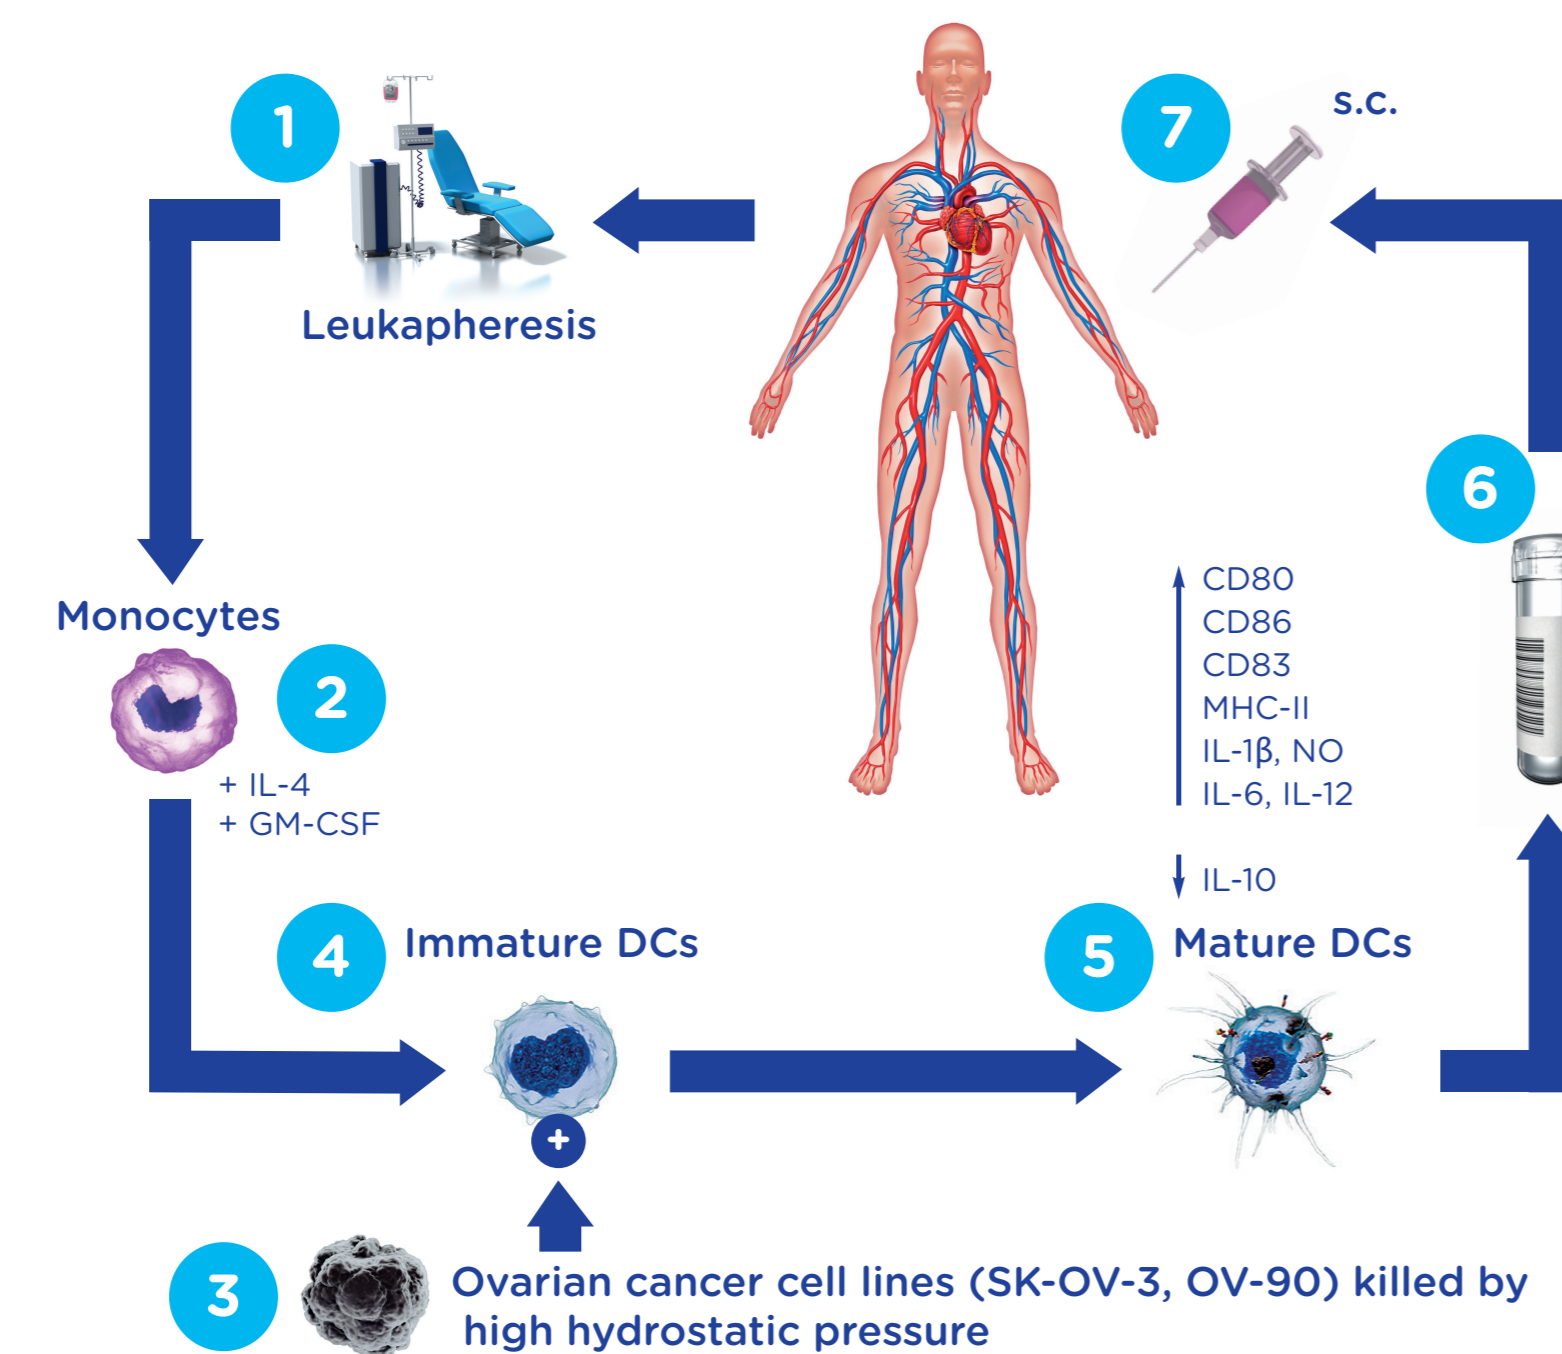 1
Leukapheresis
7
s.c.
6
Monocytes
2
+ IL-4
+ GM-CSF
CD80
CD86
CD83
MHC-II
IL-1β, NO
IL-6, IL-12
IL-10
4
Immature DCs
5
Mature DCs
+
3
Ovarian cancer cell lines (SK-OV-3, OV-90) killed by
high hydrostatic pressure